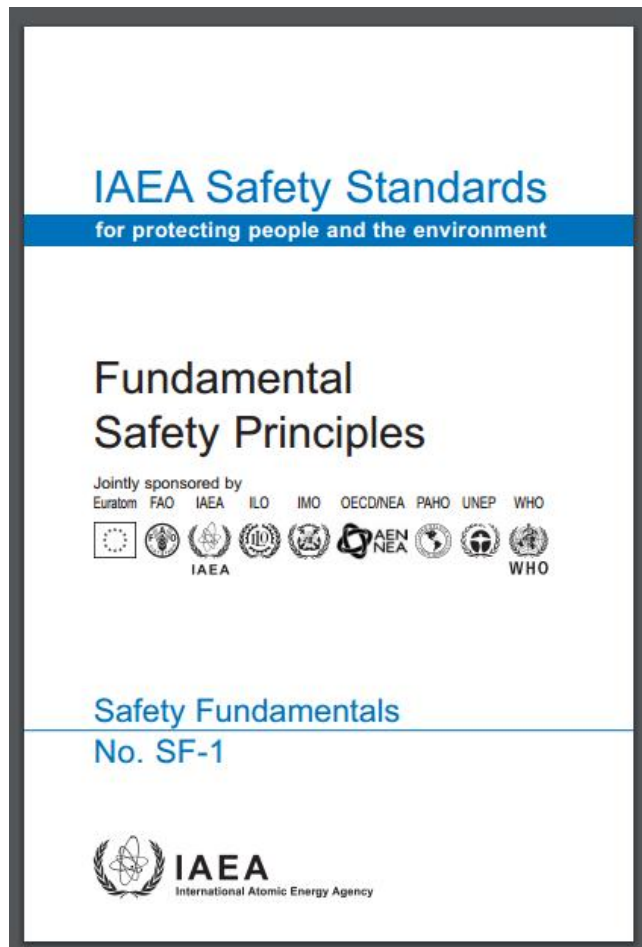 IAEA Safety Standards
for protecting people and the environment
Fundamental
Safety Principles
Jointly sponsored by
Euratom FAO IAEA ILO IMO OECD/NEA PAHO UNEP WHO
FAO ILO AEN
NEA
IAEA WHO
Safety Fundamentals
No. SF-1
IAEA
International Atomic Energy Agency